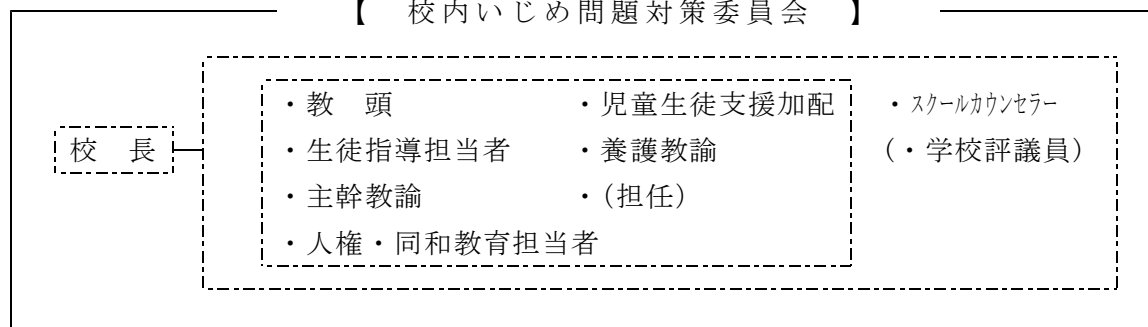 【 校内いじめ問題対策委員会 】
・教 頭 ・児童生徒支援加配 ・スクールカウンセラー
校 長 ・生徒指導担当者 ・養護教諭 (・学校評議員)
・主幹教諭 ・(担任)
・人権・同和教育担当者